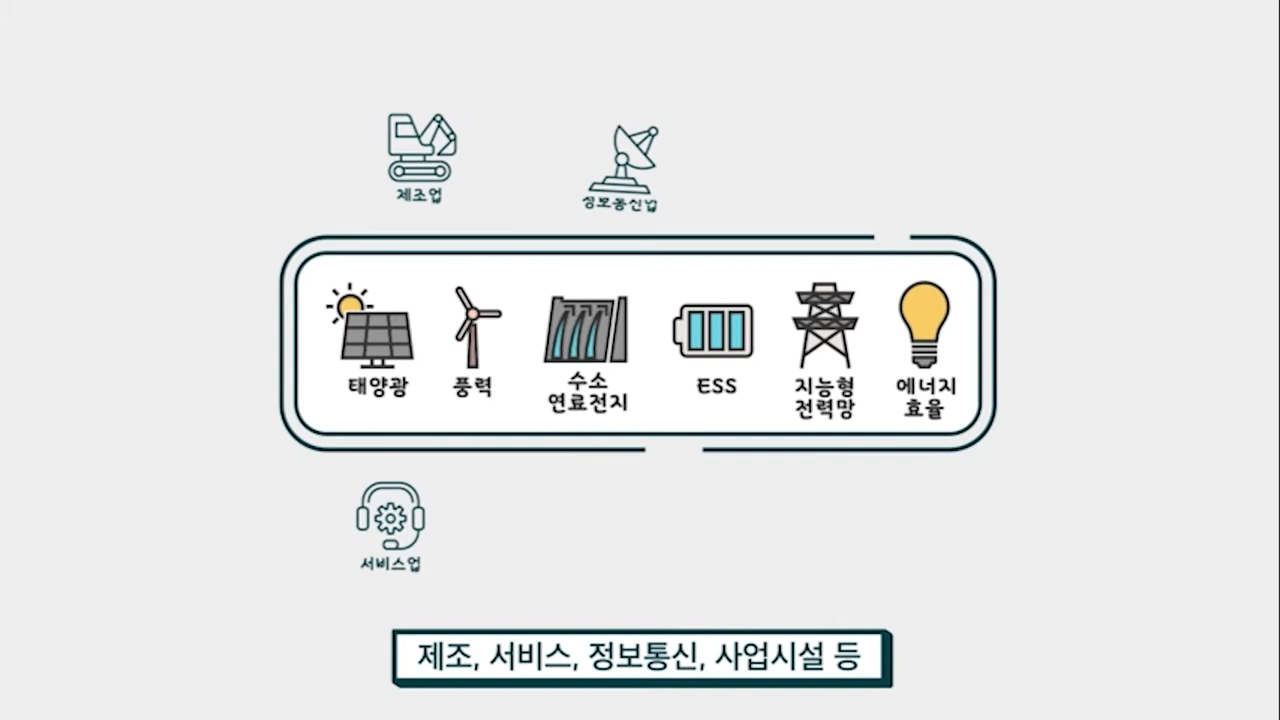 제조업
정보통신업
태양광
풍력
수소
연료전지
ESS
지능형
전력망
에너지
효율
서비스업
제조, 서비스, 정보통신, 사업시설 등